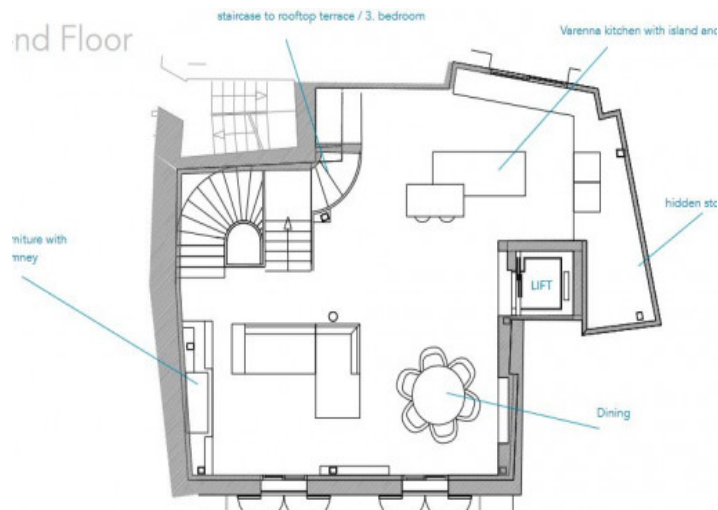 staircase to rooftop terrace / 3. bedroom
nd Floor
Varenna kitchen with island and
hidden sto
rniture with
mney
LIFT
Dining